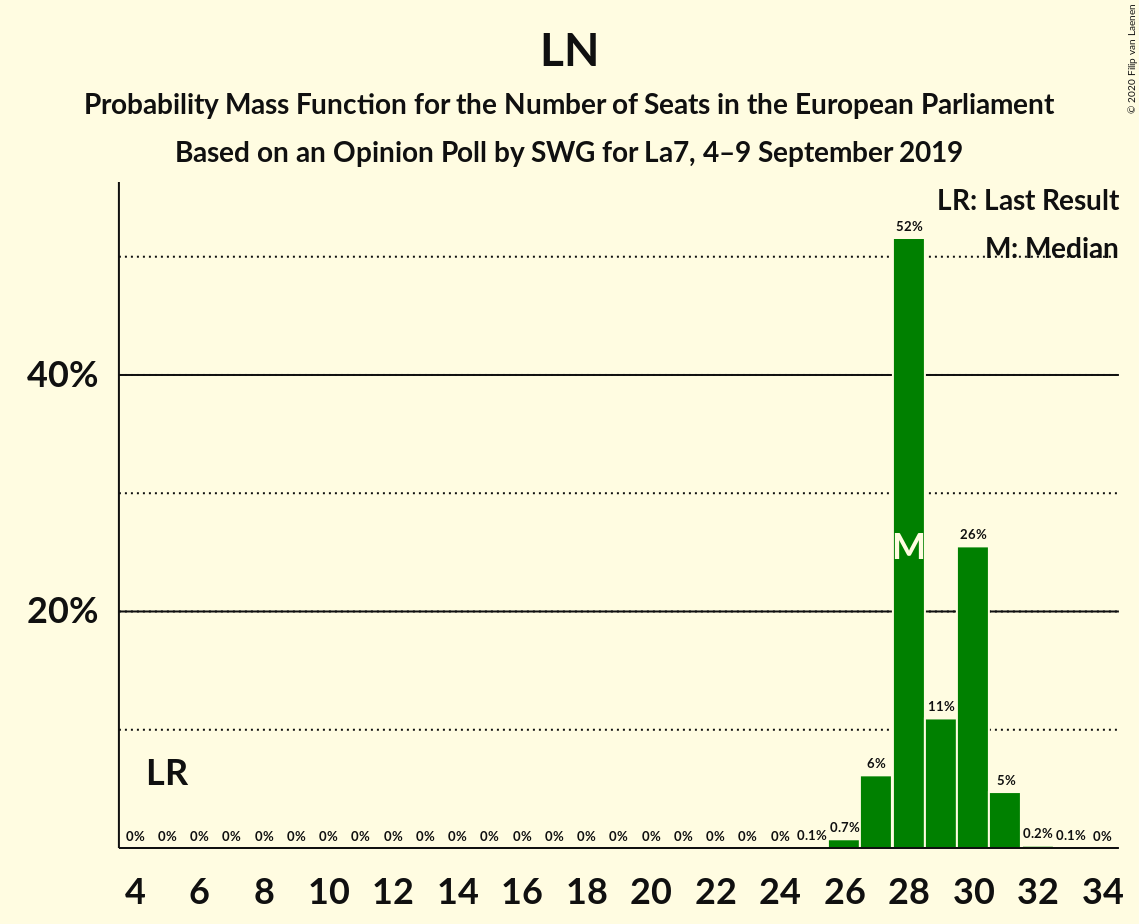 LN
Probability Mass Function for the Number of Seats in the European Parliament
Based on an Opinion Poll by SWG for La7, 4–9 September 2019
© 2020 Filip van Laenen
LR: Last Result
M: Median
40%
20%
52%
M
26%
11%
6%
5%
LR
0% 0% 0% 0% 0% 0% 0% 0% 0% 0% 0% 0% 0% 0% 0% 0% 0% 0% 0% 0% 0% 0.1% 0.7% 0.2% 0.1% 0%
4 6 8 10 12 14 16 18 20 22 24 26 28 30 32 34